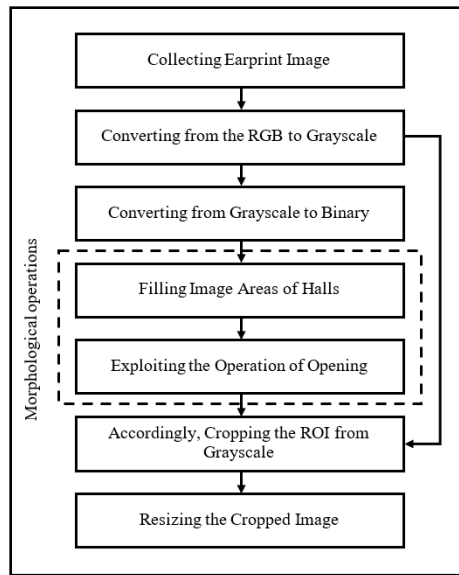 Collecting Earprint Image
Converting from the RGB to Grayscale
Converting from Grayscale to Binary
Morphological operations
Filling Image Areas of Halls
Exploiting the Operation of Opening
Accordingly, Cropping the ROI from
Grayscale
Resizing the Cropped Image